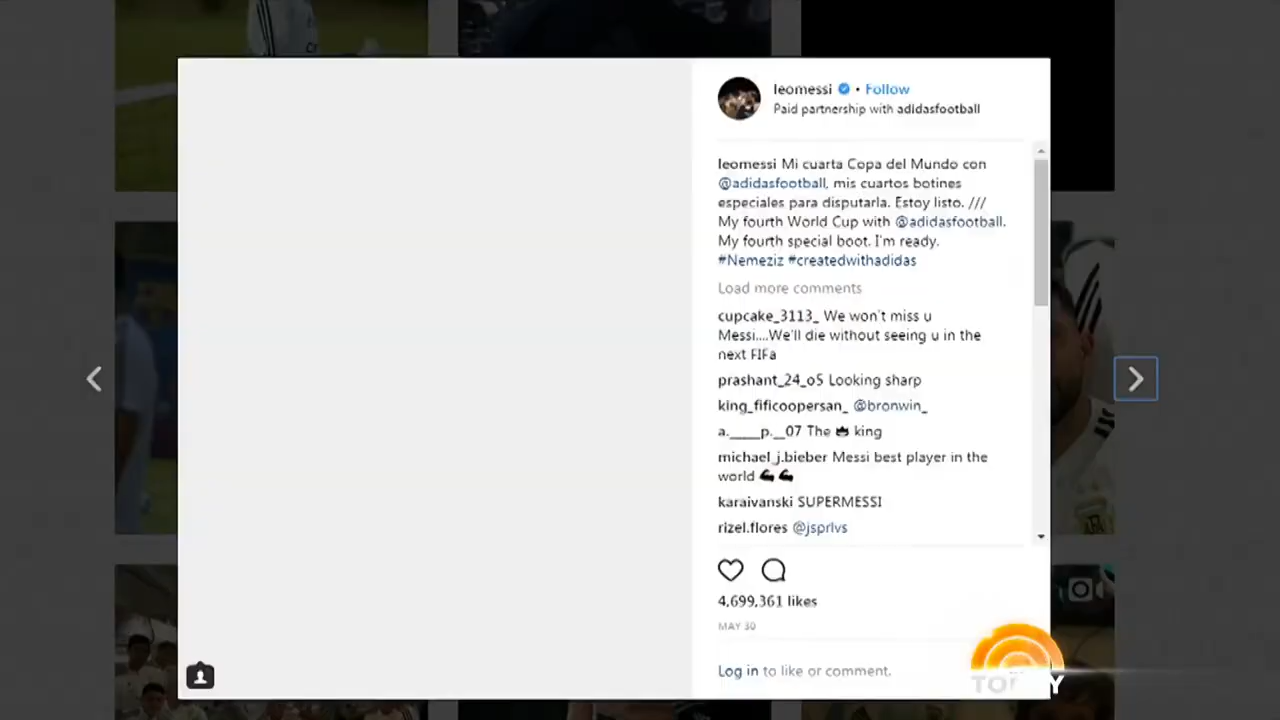 leomessi • Follow
Paid partnership with adidasfootball
leomessi Mi cuarta Copa del Mundo con
@adidasfootball, mis cuartos botines
especiales para disputarla. Estoy listo. ///
My fourth World Cup with @adidasfootball.
My fourth special boot. I'm ready.
#Nemeziz #createdwithadidas
Load more comments
cupcake_3113_ We won't miss u
Messi....We'll die without seeing u in the
next FIFa
prashant_24_o5 Looking sharp
king_fificoopersan_ @bronwin_
a.____p.__07 The king
michael_j.bieber Messi best player in the
world 💪💪
karaivanski SUPERMESSI
rizel.flores @jsprlvs
4,699,361 likes
MAY 30
Log in to like or comment.
TODAY